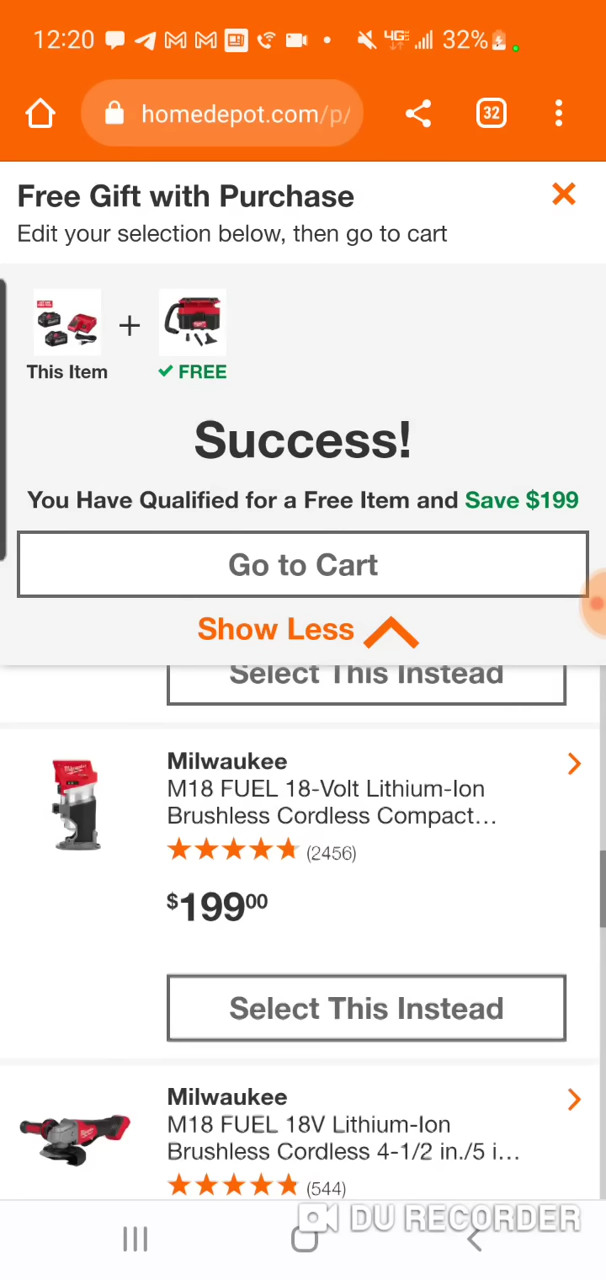 12:20 4G 32%
homedepot.com/p/ 32
Free Gift with Purchase
Edit your selection below, then go to cart
+
This Item FREE
Success!
You Have Qualified for a Free Item and Save $199
Go to Cart
Show Less
Select This Instead
Milwaukee
M18 FUEL 18-Volt Lithium-Ion
Brushless Cordless Compact...
(2456)
$19900
Select This Instead
Milwaukee
M18 FUEL 18V Lithium-Ion
Brushless Cordless 4-1/2 in./5 i...
(544)
DU RECORDER